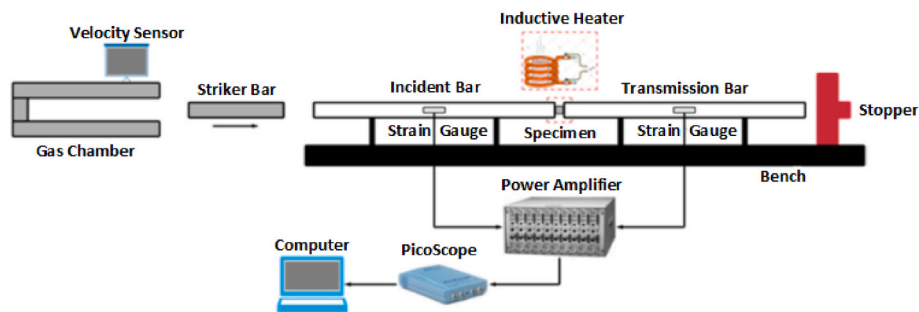 Velocity Sensor
Inductive Heater
Striker Bar
Incident Bar
Transmission Bar
Stopper
Gas Chamber
Strain Gauge
Specimen
Strain Gauge
Bench
Power Amplifier
Computer
PicoScope